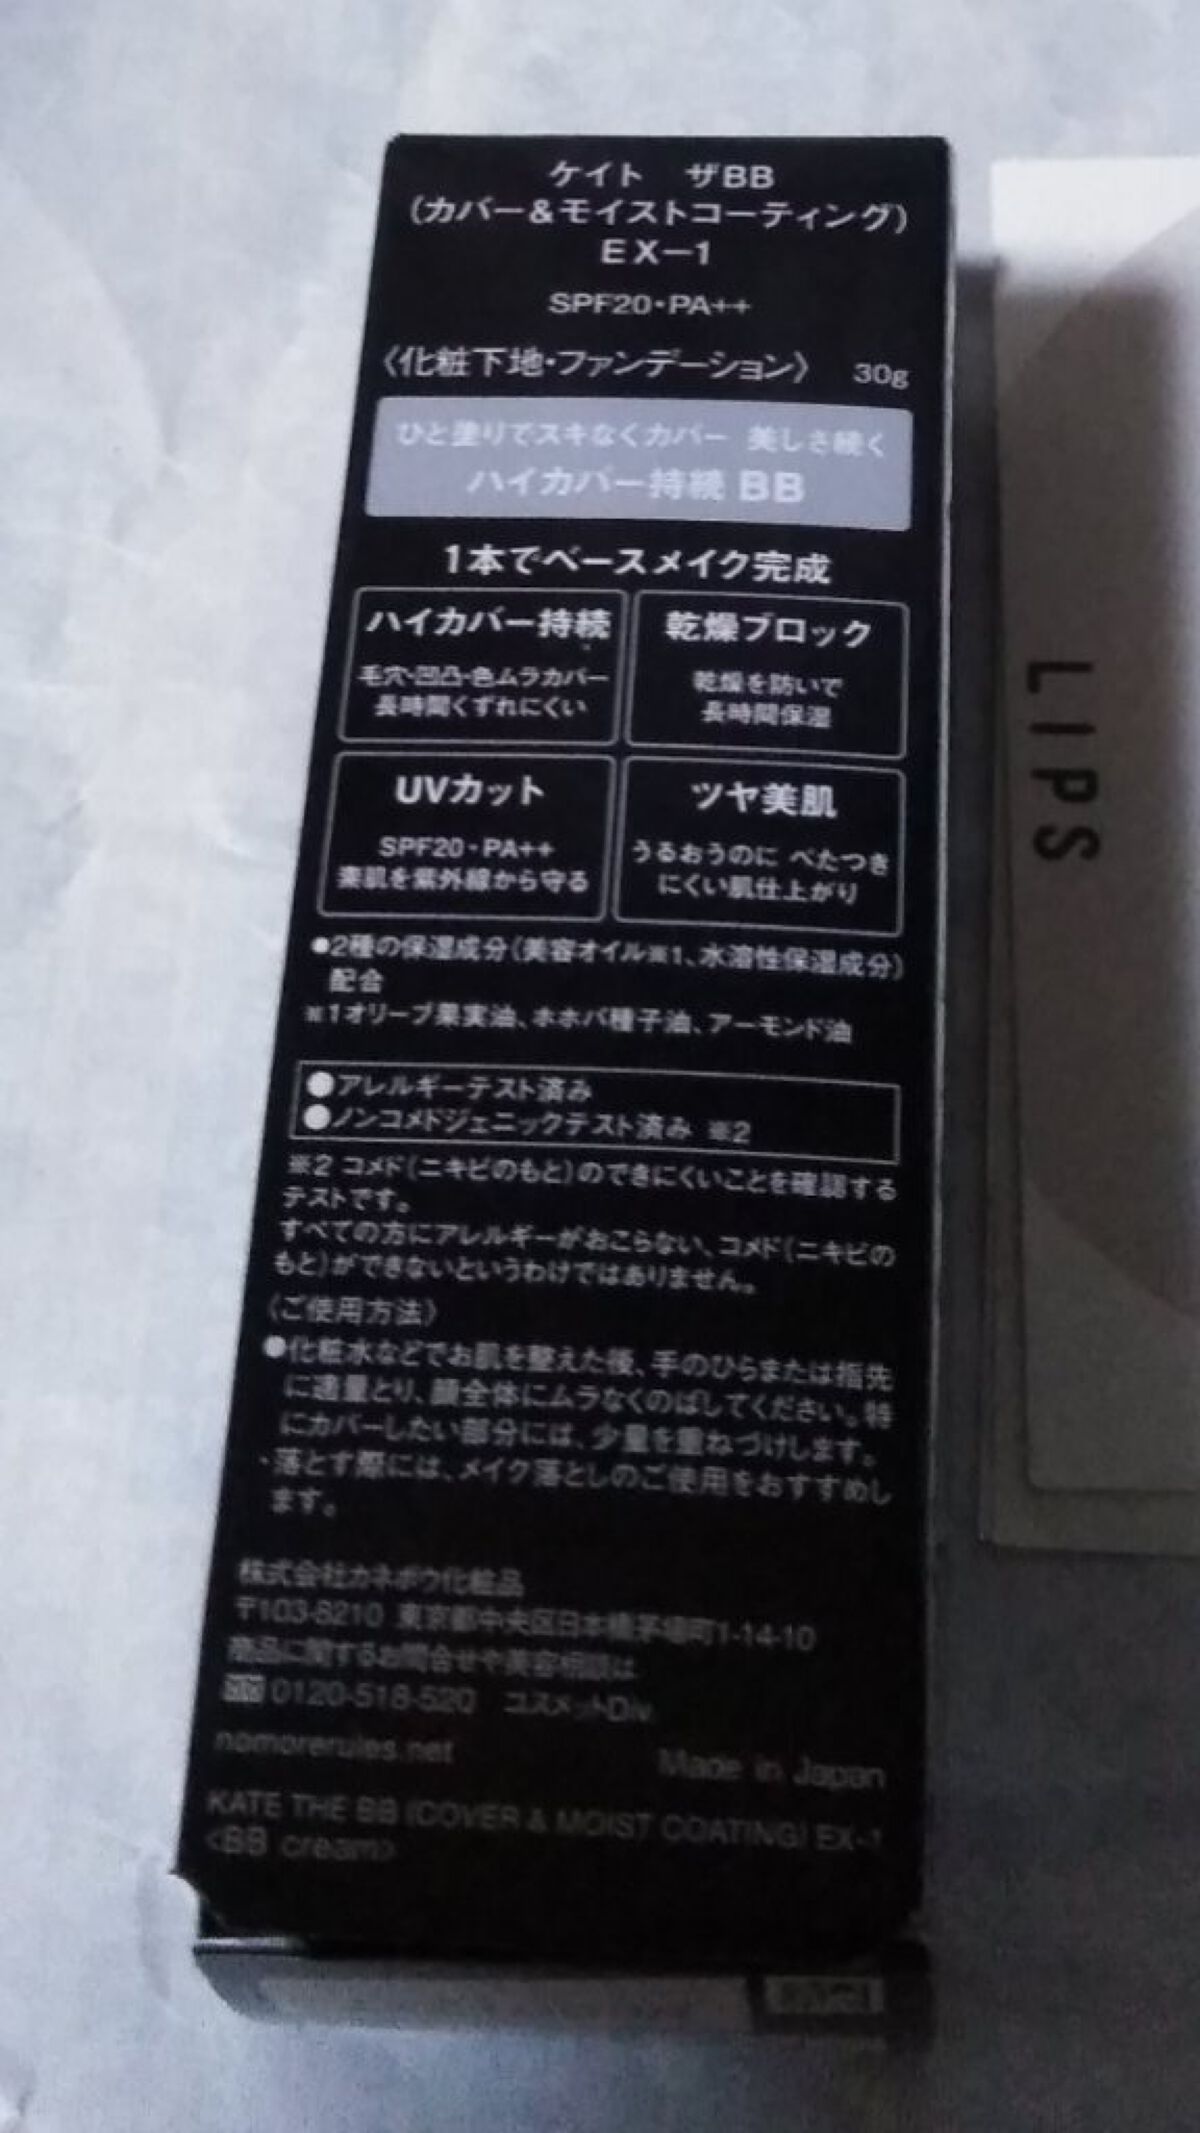 ケイト　ザBB
(カバー＆モイストコーティング)
EX－1
SPF20・PA++
〈化粧下地・ファンデーション〉　30g
ひと塗りでスキなくカバー 美しさ続く
ハイカバー持続 BB
1本でベースメイク完成
ハイカバー持続
毛穴・凹凸・色ムラカバー
長時間くずれにくい
乾燥ブロック
乾燥を防いで
長時間保湿
UVカット
SPF20・PA++
素肌を紫外線から守る
ツヤ美肌
うるおうのに べたつき
にくい肌仕上がり
●2種の保湿成分(美容オイル※1、水溶性保湿成分)
配合
※1オリーブ果実油、ホホバ種子油、アーモンド油
●アレルギーテスト済み
●ノンコメドジェニックテスト済み ※2
※2 コメド(ニキビのもと)のできにくいことを確認する
テストです。
すべての方にアレルギーがおこらない、コメド(ニキビの
もと)ができないというわけではありません。
〈ご使用方法〉
●化粧水などでお肌を整えた後、手のひらまたは指先
に適量とり、顔全体にムラなくのばしてください。特
にカバーしたい部分には、少量を重ねづけします。
・落とす際には、メイク落としのご使用をおすすめし
ます。
株式会社カネボウ化粧品
〒103-8210 東京都中央区日本橋茅場町1-14-10
商品に関するお問合せや美容相談は
0120-518-520　コスメットDiv.
nomorerules.net
Made in Japan
KATE THE BB (COVER & MOIST COATING) EX-1
<BB cream>
LIPS